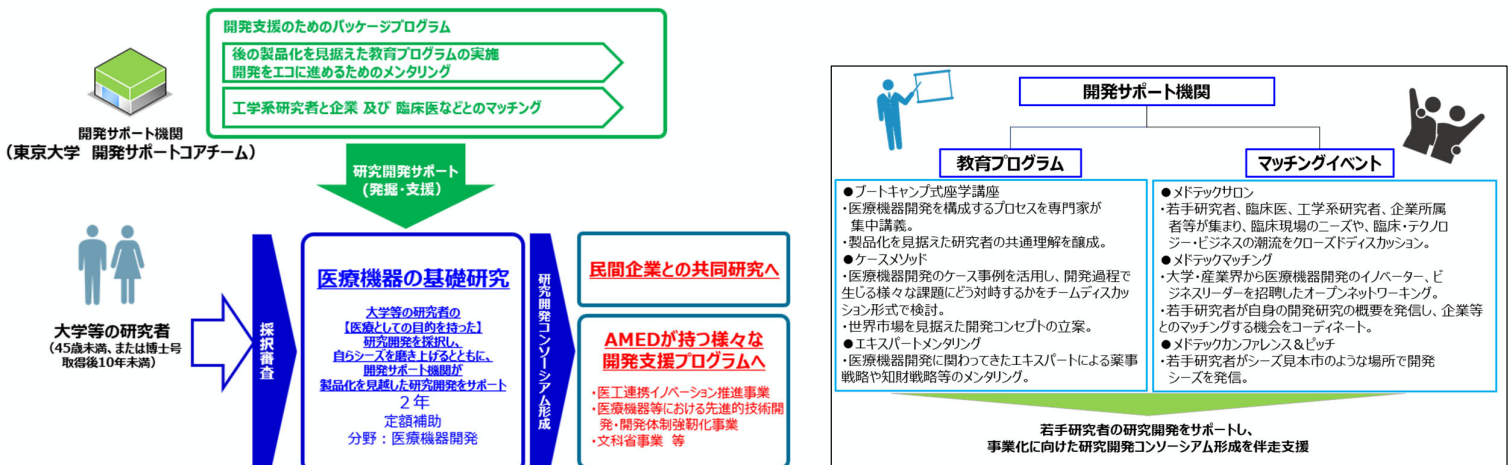 開発支援のためのパッケージプログラム
後の製品化を見据えた教育プログラムの実施
開発をエコに進めるためのメンタリング
工学系研究者と企業 及び 臨床医などとのマッチング
開発サポート機関
（東京大学 開発サポートコアチーム）
研究開発サポート
(発掘・支援)
大学等の研究者
（45歳未満、または博士号
取得後10年未満）
採択審査
医療機器の基礎研究
大学等の研究者の
【医療としての目的を持った】
研究開発を採択し、
自らシーズを磨き上げるとともに、
開発サポート機関が
製品化を見越した研究開発をサポート
２年
定額補助
分野：医療機器開発
研究開発コンソーシアム形成
民間企業との共同研究へ
AMEDが持つ様々な
開発支援プログラムへ
・医工連携イノベーション推進事業
・医療機器等における先進的技術開
発・開発体制強靭化事業
・文科省事業 等
開発サポート機関
教育プログラム
●ブートキャンプ式座学講座
・医療機器開発を構成するプロセスを専門家が
集中講義。
・製品化を見据えた研究者の共通理解を醸成。
●ケースメソッド
・医療機器開発のケース事例を活用し、開発過程で
生じる様々な課題にどう対峙するかをチームディスカッ
ション形式で検討。
・世界市場を見据えた開発コンセプトの立案。
●エキスパートメンタリング
・医療機器開発に関わってきたエキスパートによる薬事
戦略や知財戦略等のメンタリング。
マッチングイベント
●メドテックサロン
・若手研究者、臨床医、工学系研究者、企業所属
者等が集まり、臨床現場のニーズや、臨床・テクノロ
ジー・ビジネスの潮流をクローズドディスカッション。
●メドテックマッチング
・大学・産業界から医療機器開発のイノベーター、ビ
ジネスリーダーを招聘したオープンネットワーキング。
・若手研究者が自身の開発研究の概要を発信し、企業等
とのマッチングする機会をコーディネート。
●メドテックカンファレンス＆ピッチ
・若手研究者がシーズ見本市のような場所で開発
シーズを発信。
若手研究者の研究開発をサポートし、
事業化に向けた研究開発コンソーシアム形成を伴走支援